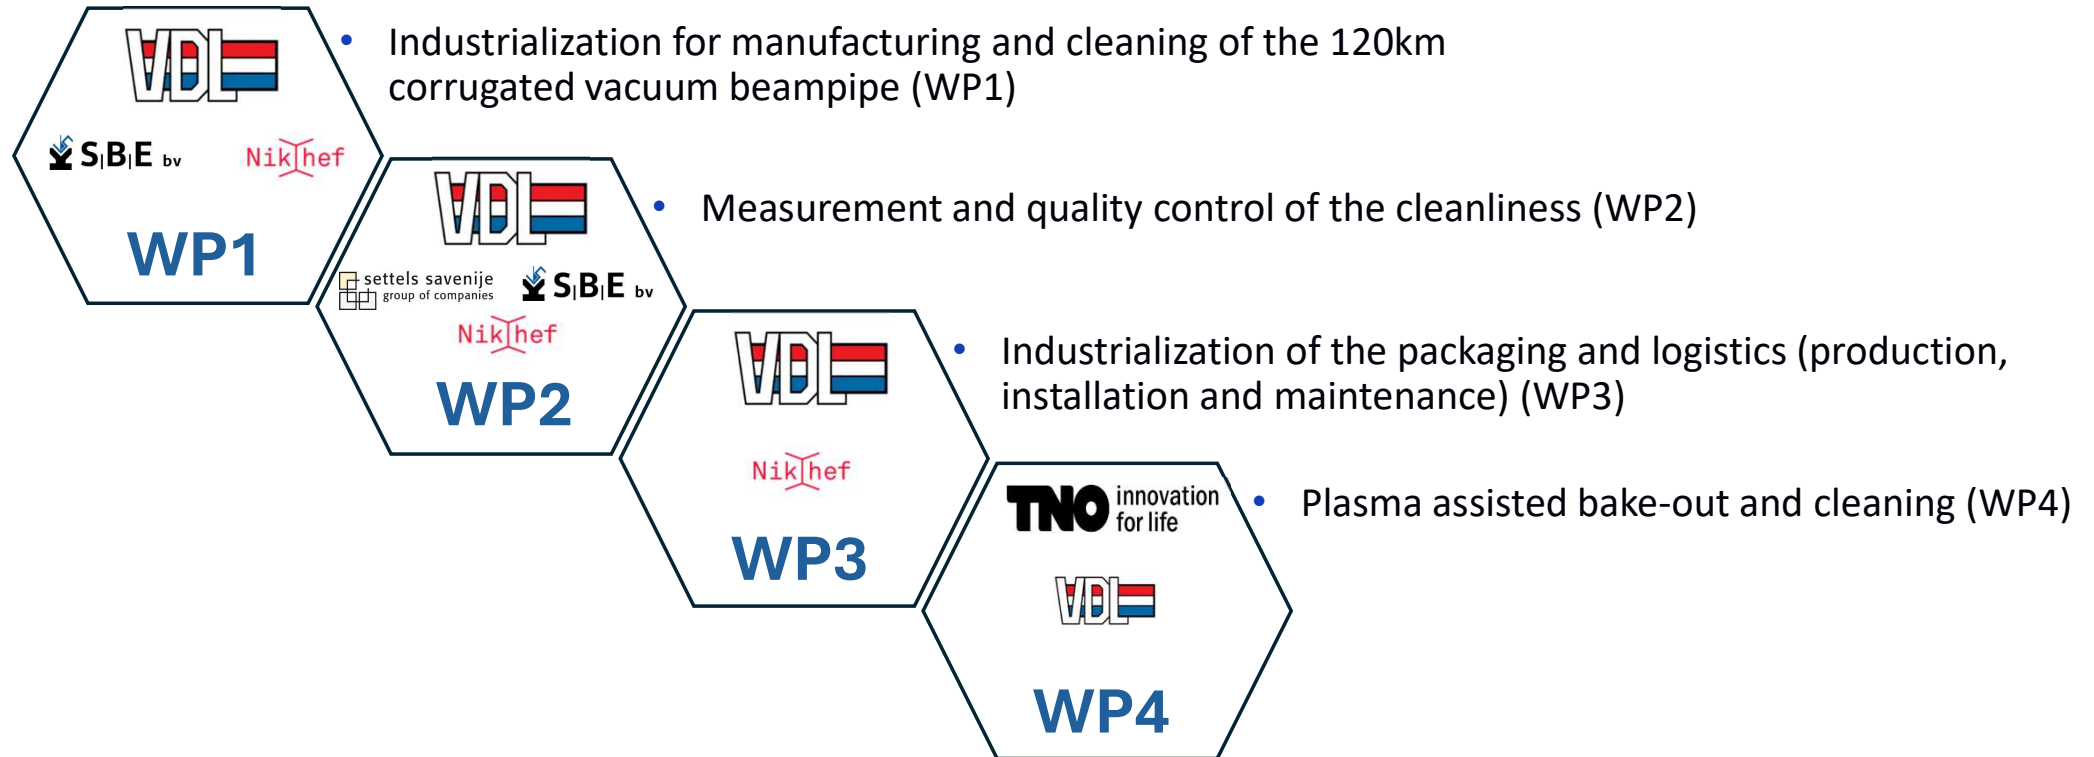 VDL
S|B|E bv
Nikhef
WP1
• Industrialization for manufacturing and cleaning of the 120km
corrugated vacuum beampipe (WP1)
VDL
settels savenije
group of companies
S|B|E bv
Nikhef
WP2
• Measurement and quality control of the cleanliness (WP2)
VDL
Nikhef
WP3
• Industrialization of the packaging and logistics (production,
installation and maintenance) (WP3)
TNO innovation
for life
VDL
WP4
• Plasma assisted bake-out and cleaning (WP4)